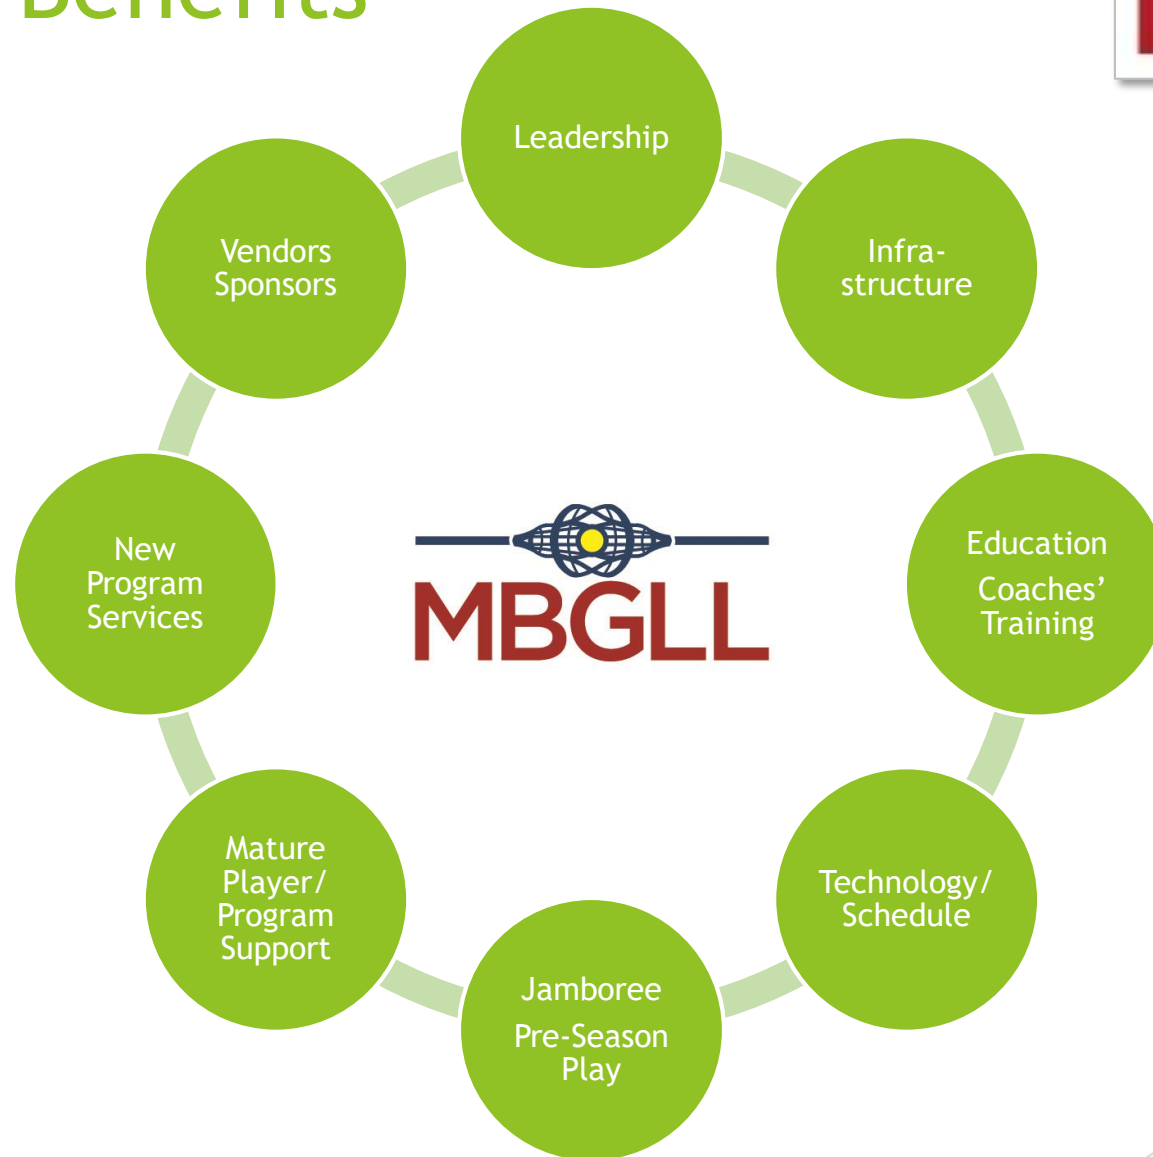 Benefits
Leadership
Infra-
structure
Education
Coaches’
Training
Technology/
Schedule
Jamboree
Pre-Season
Play
Mature
Player/
Program
Support
New
Program
Services
Vendors
Sponsors
MBGLL